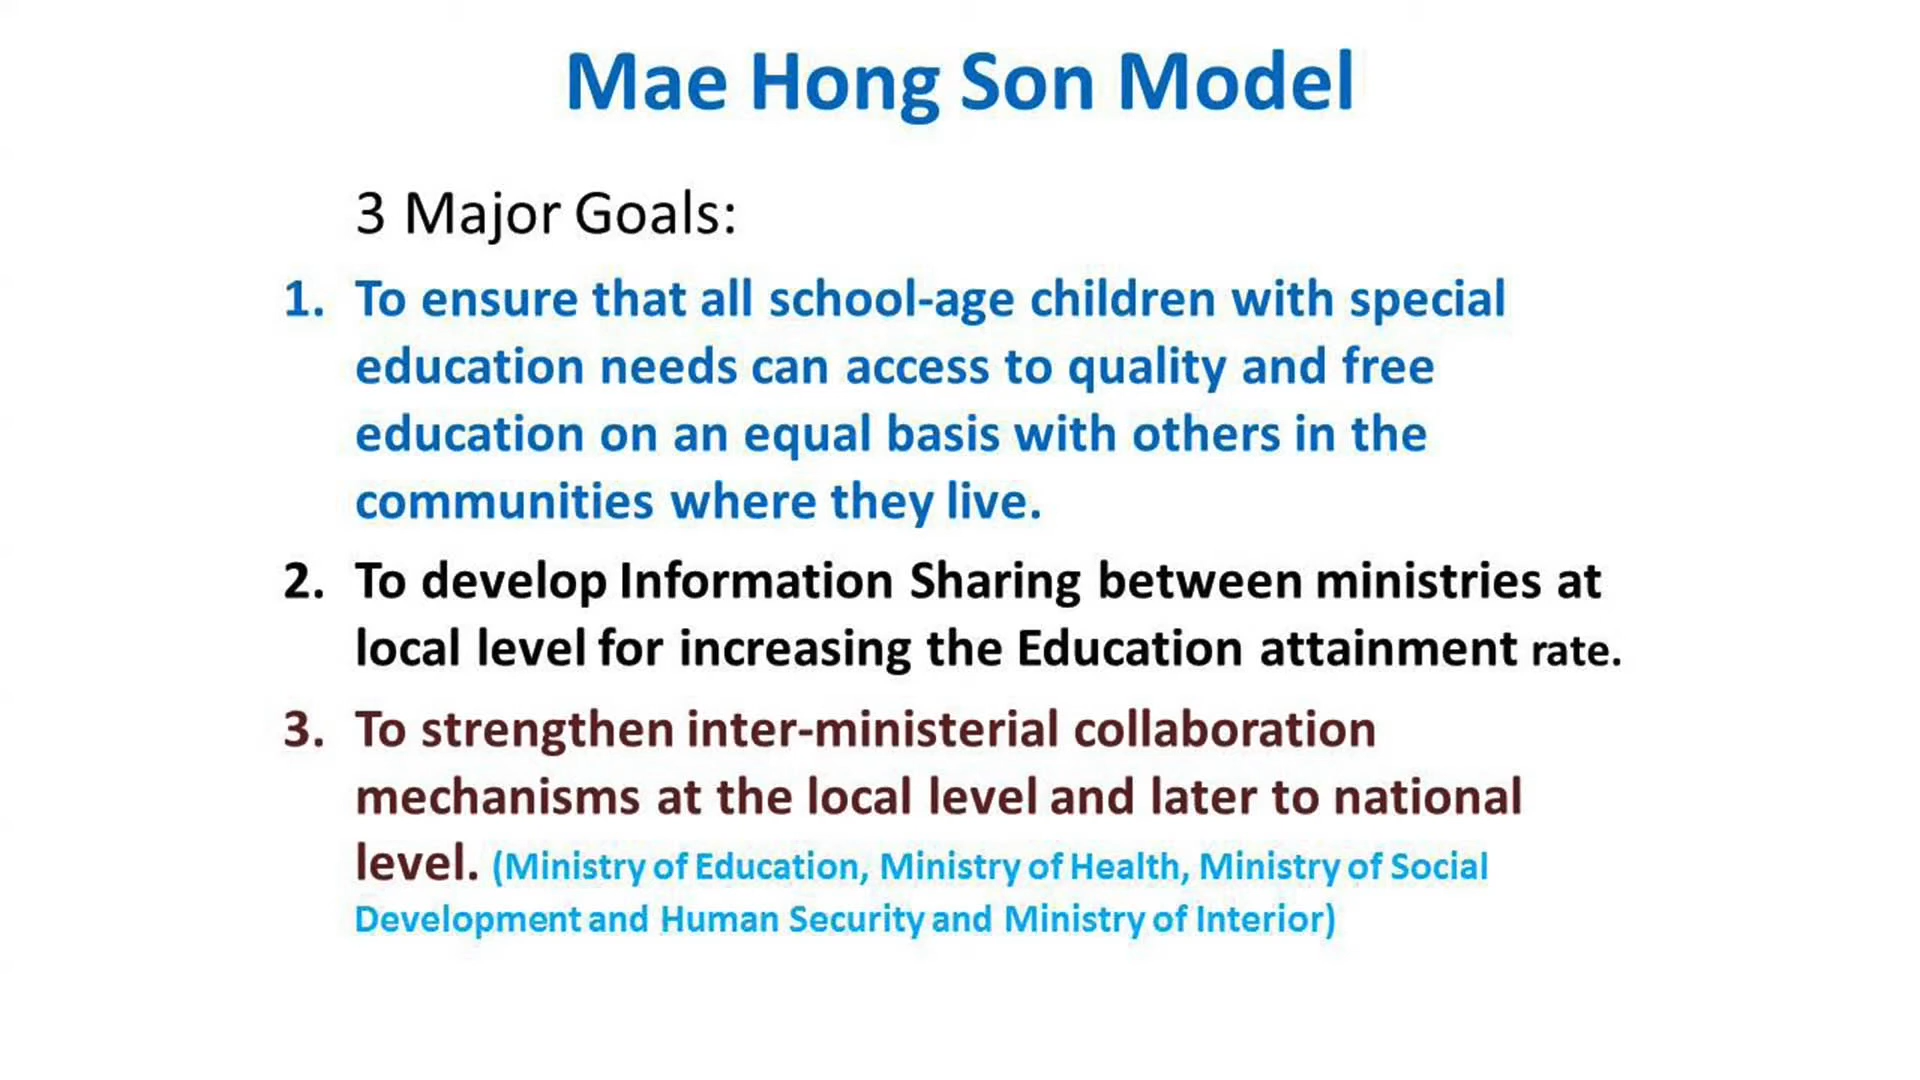 Mae Hong Son Model
3 Major Goals:
1. To ensure that all school-age children with special
education needs can access to quality and free
education on an equal basis with others in the
communities where they live.
2. To develop Information Sharing between ministries at
local level for increasing the Education attainment rate.
3. To strengthen inter-ministerial collaboration
mechanisms at the local level and later to national
level. (Ministry of Education, Ministry of Health, Ministry of Social
Development and Human Security and Ministry of Interior)